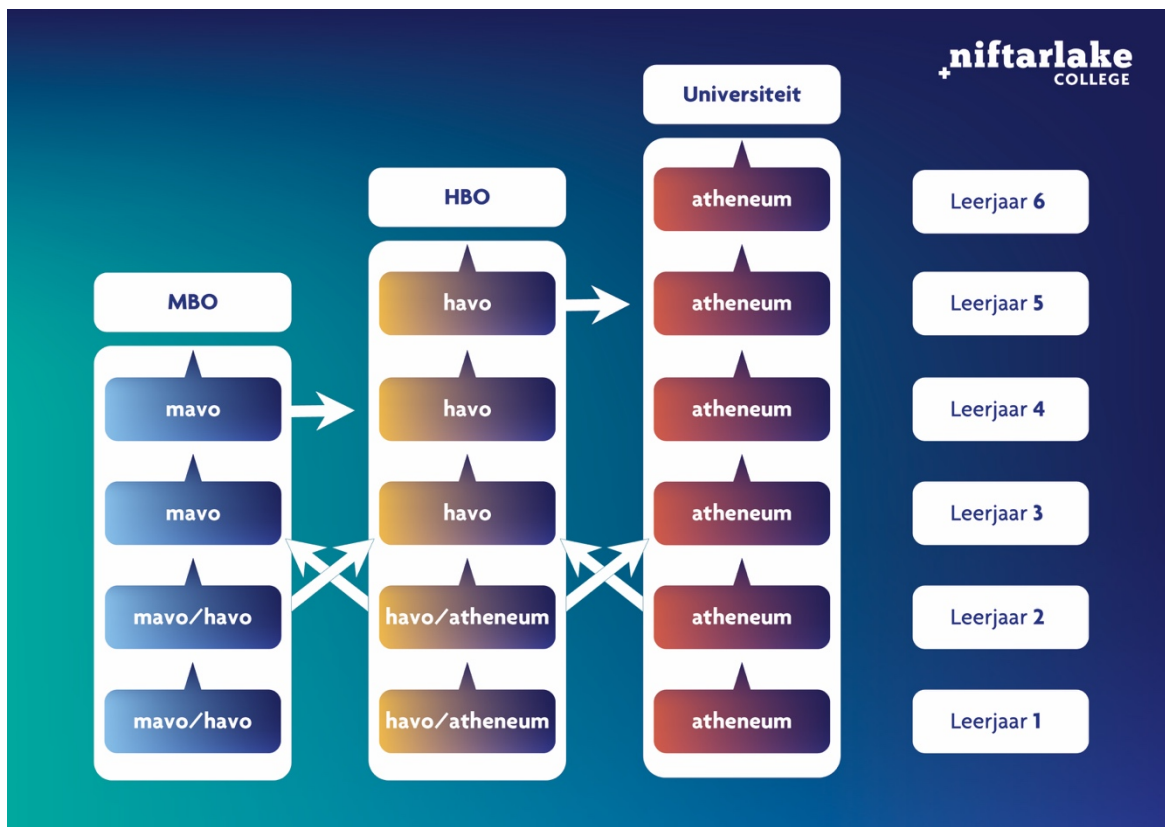 niftarlake
COLLEGE
Universiteit
HBO
MBO
atheneum
Leerjaar 6
havo
atheneum
Leerjaar 5
mavo
havo
atheneum
Leerjaar 4
mavo
havo
atheneum
Leerjaar 3
mavo/havo
havo/atheneum
atheneum
Leerjaar 2
mavo/havo
havo/atheneum
atheneum
Leerjaar 1